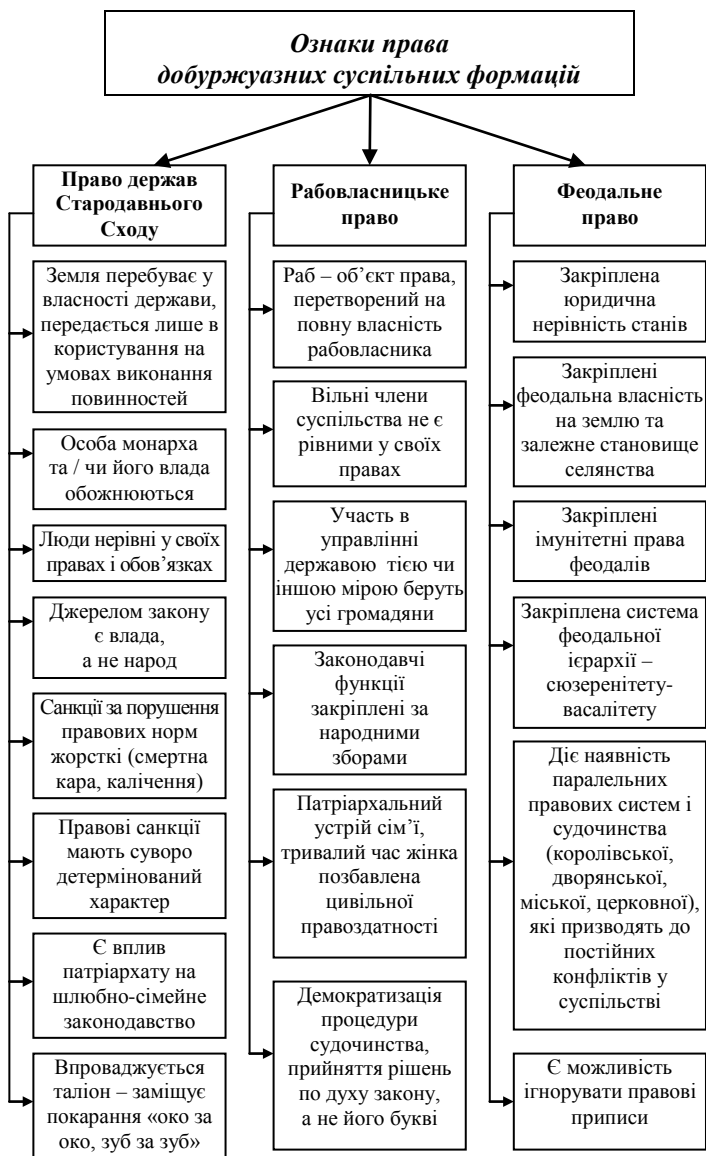 Ознаки права
добуржуазних суспільних формацій
Право держав
Стародавнього
Сходу
Земля перебуває у
власності держави,
передається лише в
користування на
умовах виконання
повинностей
Особа монарха
та / чи його влада
обожнюються
Люди нерівні у своїх
правах і обов’язках
Джерелом закону
є влада,
а не народ
Санкції за порушення
правових норм
жорсткі (смертна
кара, калічення)
Правові санкції
мають суворо
детермінований
характер
Є вплив
патріархату на
шлюбно-сімейне
законодавство
Впроваджується
таліон – заміщує
покарання «око за
око, зуб за зуб»
Рабовласницьке
право
Раб – об’єкт права,
перетворений на
повну власність
рабовласника
Вільні члени
суспільства не є
рівними у своїх
правах
Участь в
управлінні
державою тією чи
іншою мірою беруть
усі громадяни
Законодавчі
функції
закріплені за
народними
зборами
Патріархальний
устрій сім’ї,
тривалий час жінка
позбавлена
цивільної
правоздатності
Демократизація
процедури
судочинства,
прийняття рішень
по духу закону,
а не його букві
Феодальне
право
Закріплена
юридична
нерівність станів
Закріплені
феодальна власність
на землю та
залежне становище
селянства
Закріплені
імунітетні права
феодалів
Закріплена система
феодальної
ієрархії –
сюзеренітету-
васалітету
Діє наявність
паралельних
правових систем і
судочинства
(королівської,
дворянської,
міської, церковної),
які призводять до
постійних
конфліктів у
суспільстві
Є можливість
ігнорувати правові
приписи